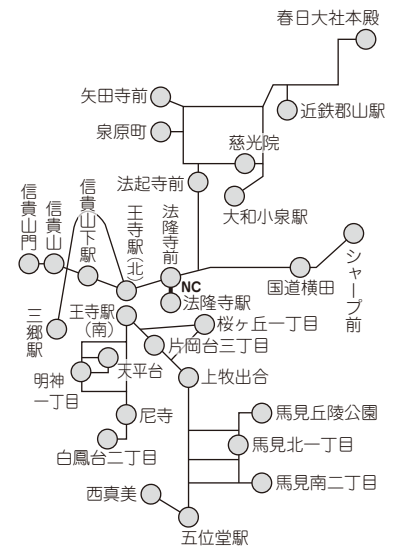 春日大社本殿
矢田寺前
近鉄郡山駅
泉原町
慈光院
法起寺前
大和小泉駅
信貴山門
信貴山
信貴山下駅
王寺駅(北)
法隆寺前
シャープ前
NC
国道横田
法隆寺駅
三郷駅
王寺駅
(南)
桜ヶ丘一丁目
片岡台三丁目
天平台
明神
一丁目
上牧出合
尼寺
馬見丘陵公園
白鳳台二丁目
馬見北一丁目
西真美
馬見南二丁目
五位堂駅